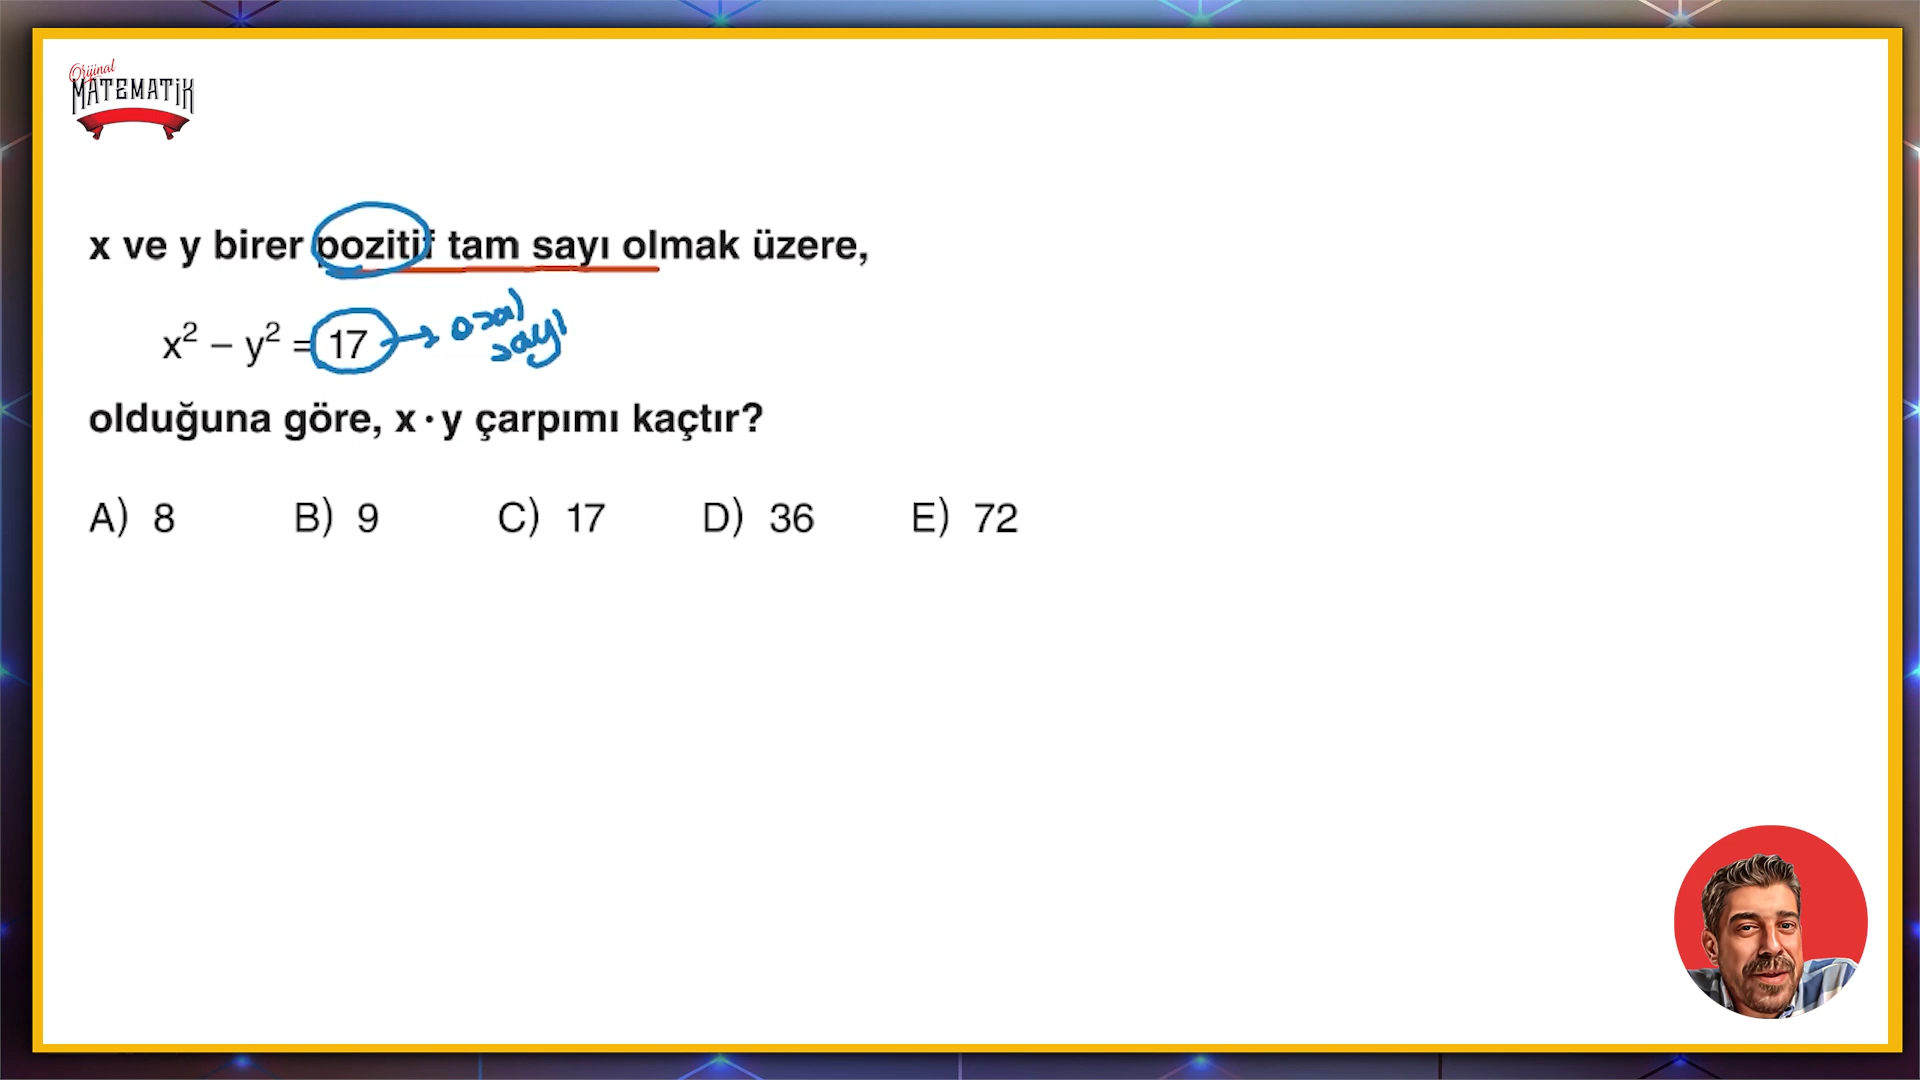 Orijinal
MATEMATİK
x ve y birer pozitif tam sayı olmak üzere,
x² – y² = 17 → asal
sayı
olduğuna göre, x · y çarpımı kaçtır?
A) 8 B) 9 C) 17 D) 36 E) 72